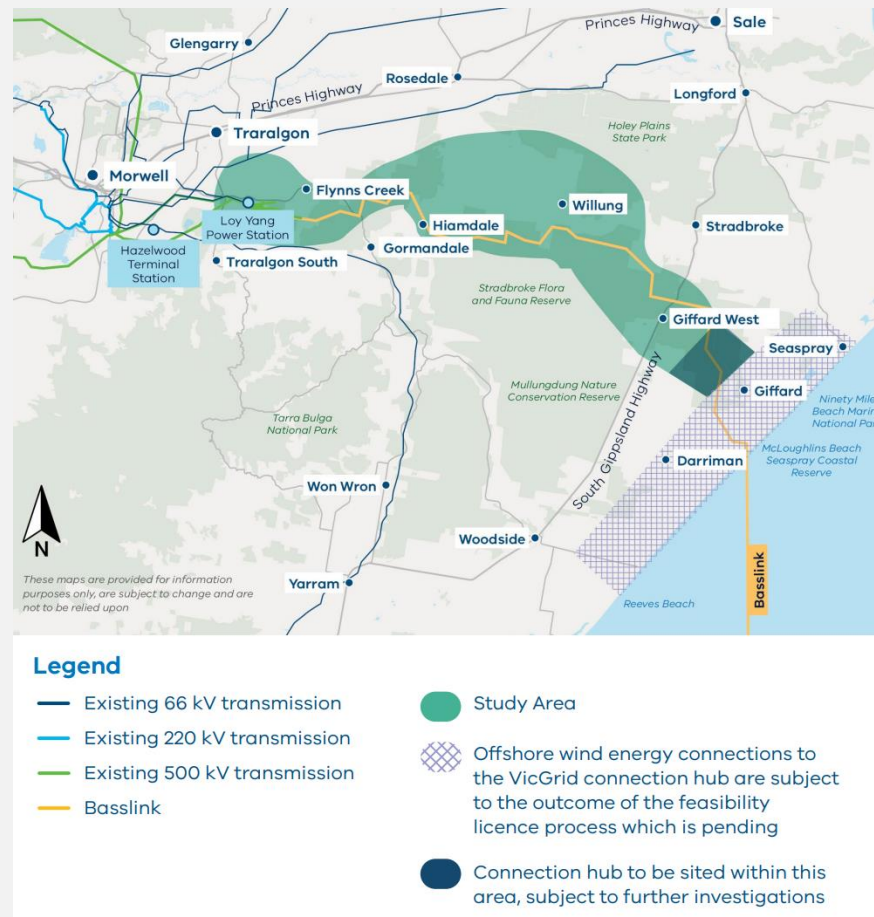 Princes Highway
Sale
Glengarry
Rosedale
Longford
Princes Highway
Holey Plains
State Park
Traralgon
Morwell
Flynns Creek
Willung
Loy Yang
Power Station
Hiamdale
Stradbroke
Hazelwood
Terminal
Station
Gormandale
Traralgon South
Stradbroke Flora
and Fauna Reserve
Giffard West
Seaspray
Mullungdung Nature
Conservation Reserve
South Gippsland Highway
Giffard
Ninety Mile
Beach Marin
National Par
Tarra Bulga
National Park
McLoughlins Beach
Seaspray Coastal
Reserve
Darriman
Won Wron
N
Woodside
Basslink
These maps are provided for information
purposes only, are subject to change and are
not to be relied upon
Yarram
Reeves Beach
Legend
Existing 66 kV transmission
Existing 220 kV transmission
Existing 500 kV transmission
Basslink
Study Area
Offshore wind energy connections to
the VicGrid connection hub are subject
to the outcome of the feasibility
licence process which is pending
Connection hub to be sited within this
area, subject to further investigations